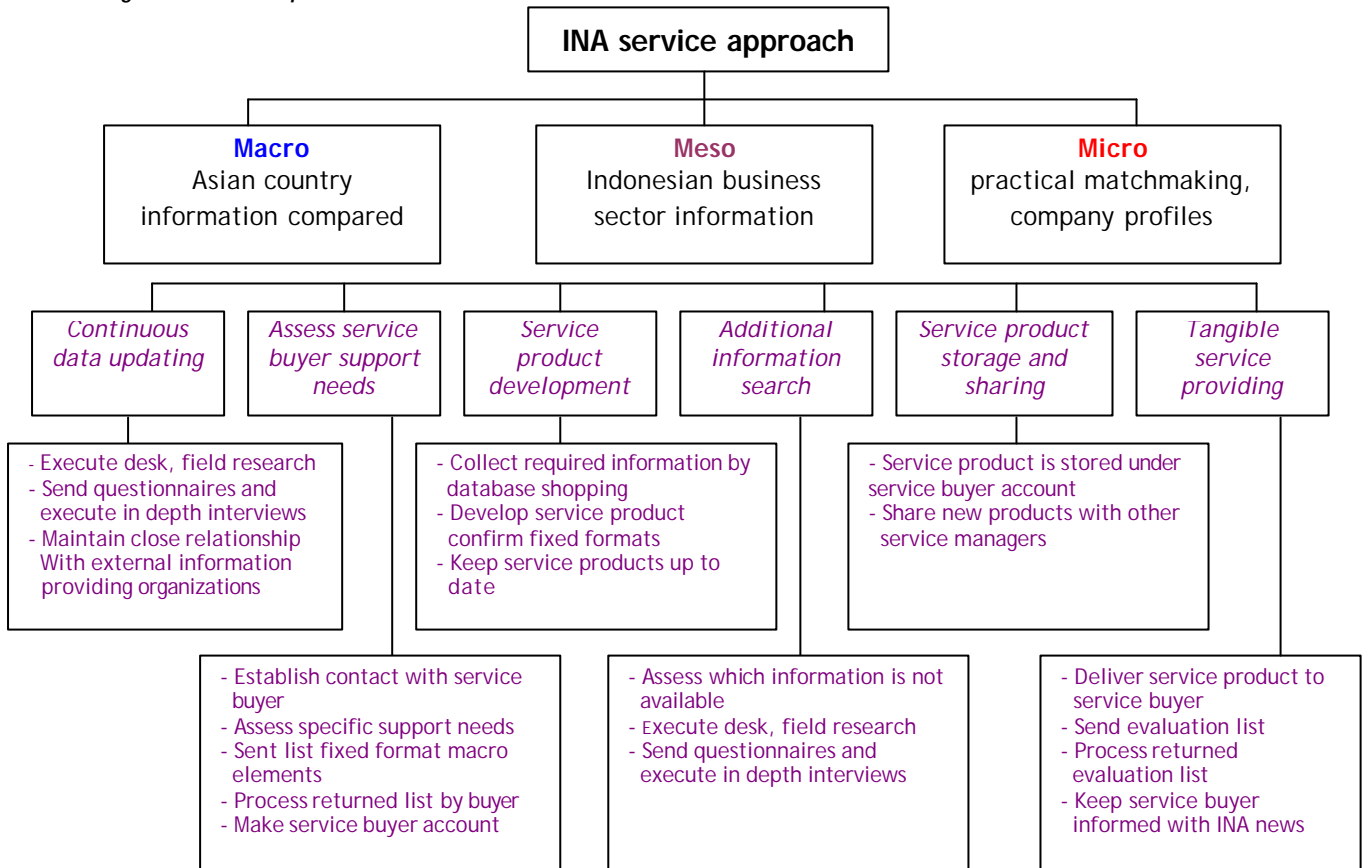 INA service approach
Macro
Asian country
information compared
Meso
Indonesian business
sector information
Micro
practical matchmaking,
company profiles
Continuous
data updating
Assess service
buyer support
needs
Service
product
development
Additional
information
search
Service product
storage and
sharing
Tangible
service
providing
- Execute desk, field research
- Send questionnaires and
execute in depth interviews
- Maintain close relationship
With external information
providing organizations
- Collect required information by
database shopping
- Develop service product
confirm fixed formats
- Keep service products up to
date
- Service product is stored under
service buyer account
- Share new products with other
service managers
- Establish contact with service
buyer
- Assess specific support needs
- Sent list fixed format macro
elements
- Process returned list by buyer
- Make service buyer account
- Assess which information is not
available
- Execute desk, field research
- Send questionnaires and
execute in depth interviews
- Deliver service product to
service buyer
- Send evaluation list
- Process returned
evaluation list
- Keep service buyer
informed with INA news